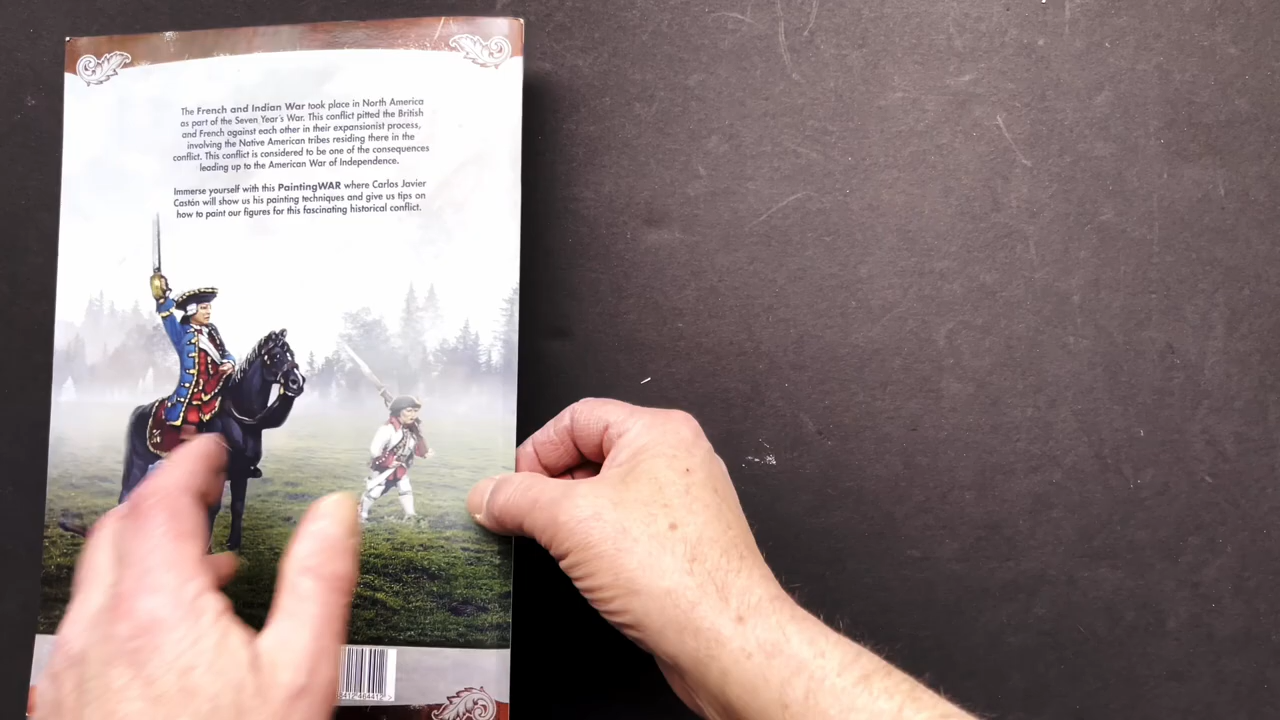 The French and Indian War took place in North America
as part of the Seven Year's War. This conflict pitted the British
and French against each other in their expansionist process,
involving the Native American tribes residing there in the
conflict. This conflict is considered to be one of the consequences
leading up to the American War of Independence.
Immerse yourself with this PaintingWAR where Carlos Javier
Castón will show us his painting techniques and give us tips on
how to paint our figures for this fascinating historical conflict.